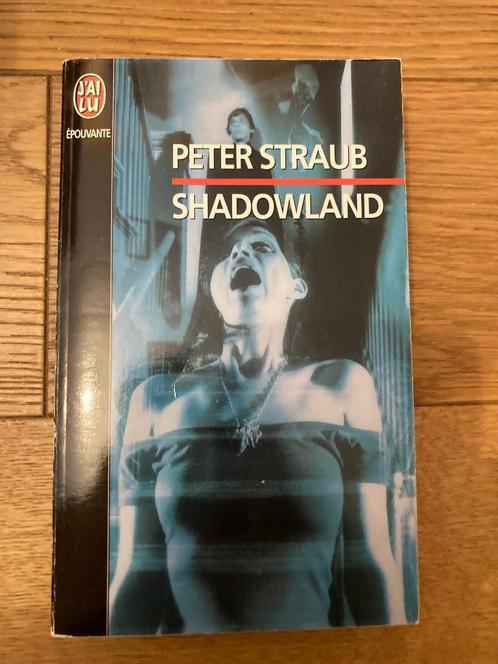 J'AI
LU
ÉPOUVANTE
PETER STRAUB
SHADOWLAND